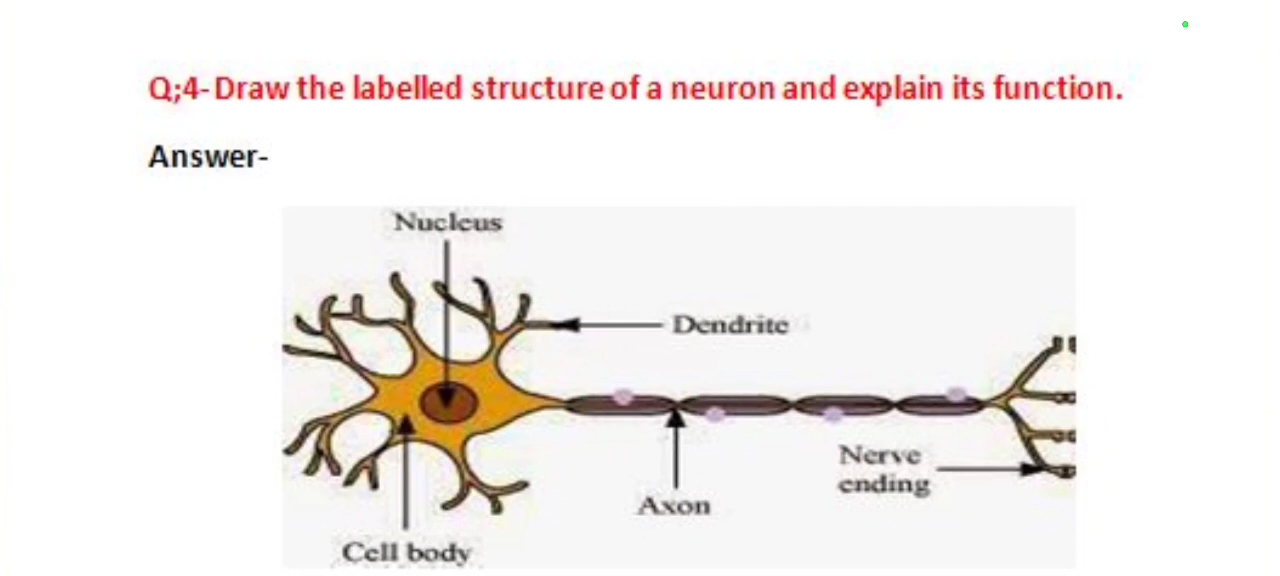 Q;4- Draw the labelled structure of a neuron and explain its function.
Answer-
Nucleus
Dendrite
Nerve
ending
Axon
Cell body